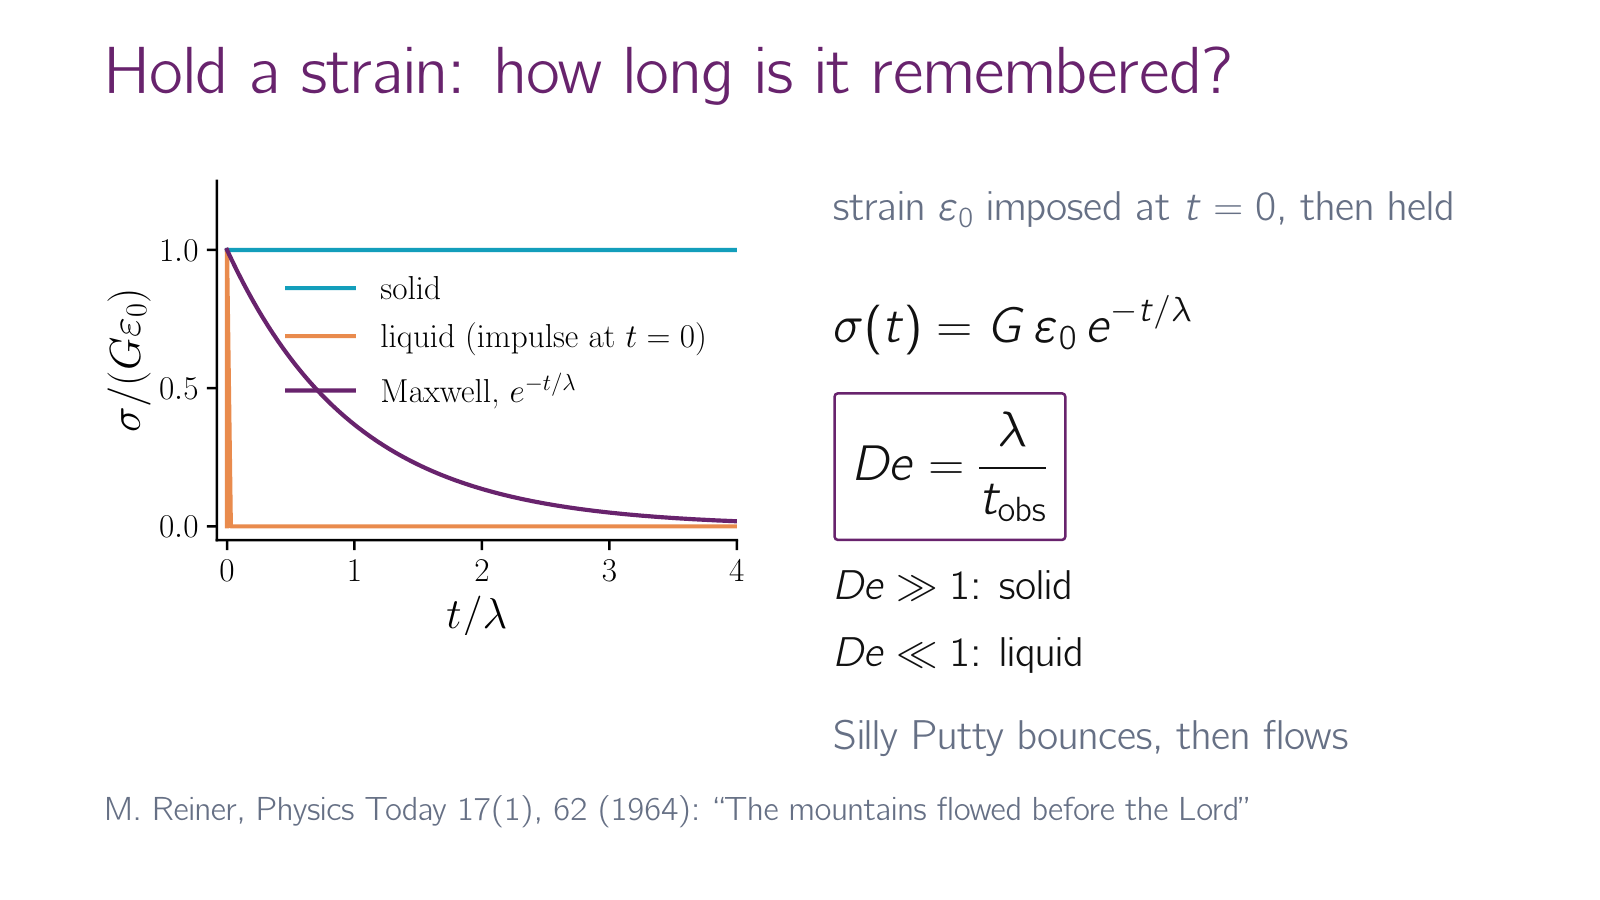 Hold a strain: how long is it remembered?
σ/(Gε₀)
1.0
0.5
0.0
solid
liquid (impulse at t = 0)
Maxwell, e^{−t/λ}
0 1 2 3 4
t/λ
strain ε₀ imposed at t = 0, then held
σ(t) = G ε₀ e^{−t/λ}
De = λ / t_obs
De ≫ 1: solid
De ≪ 1: liquid
Silly Putty bounces, then flows
M. Reiner, Physics Today 17(1), 62 (1964): “The mountains flowed before the Lord”